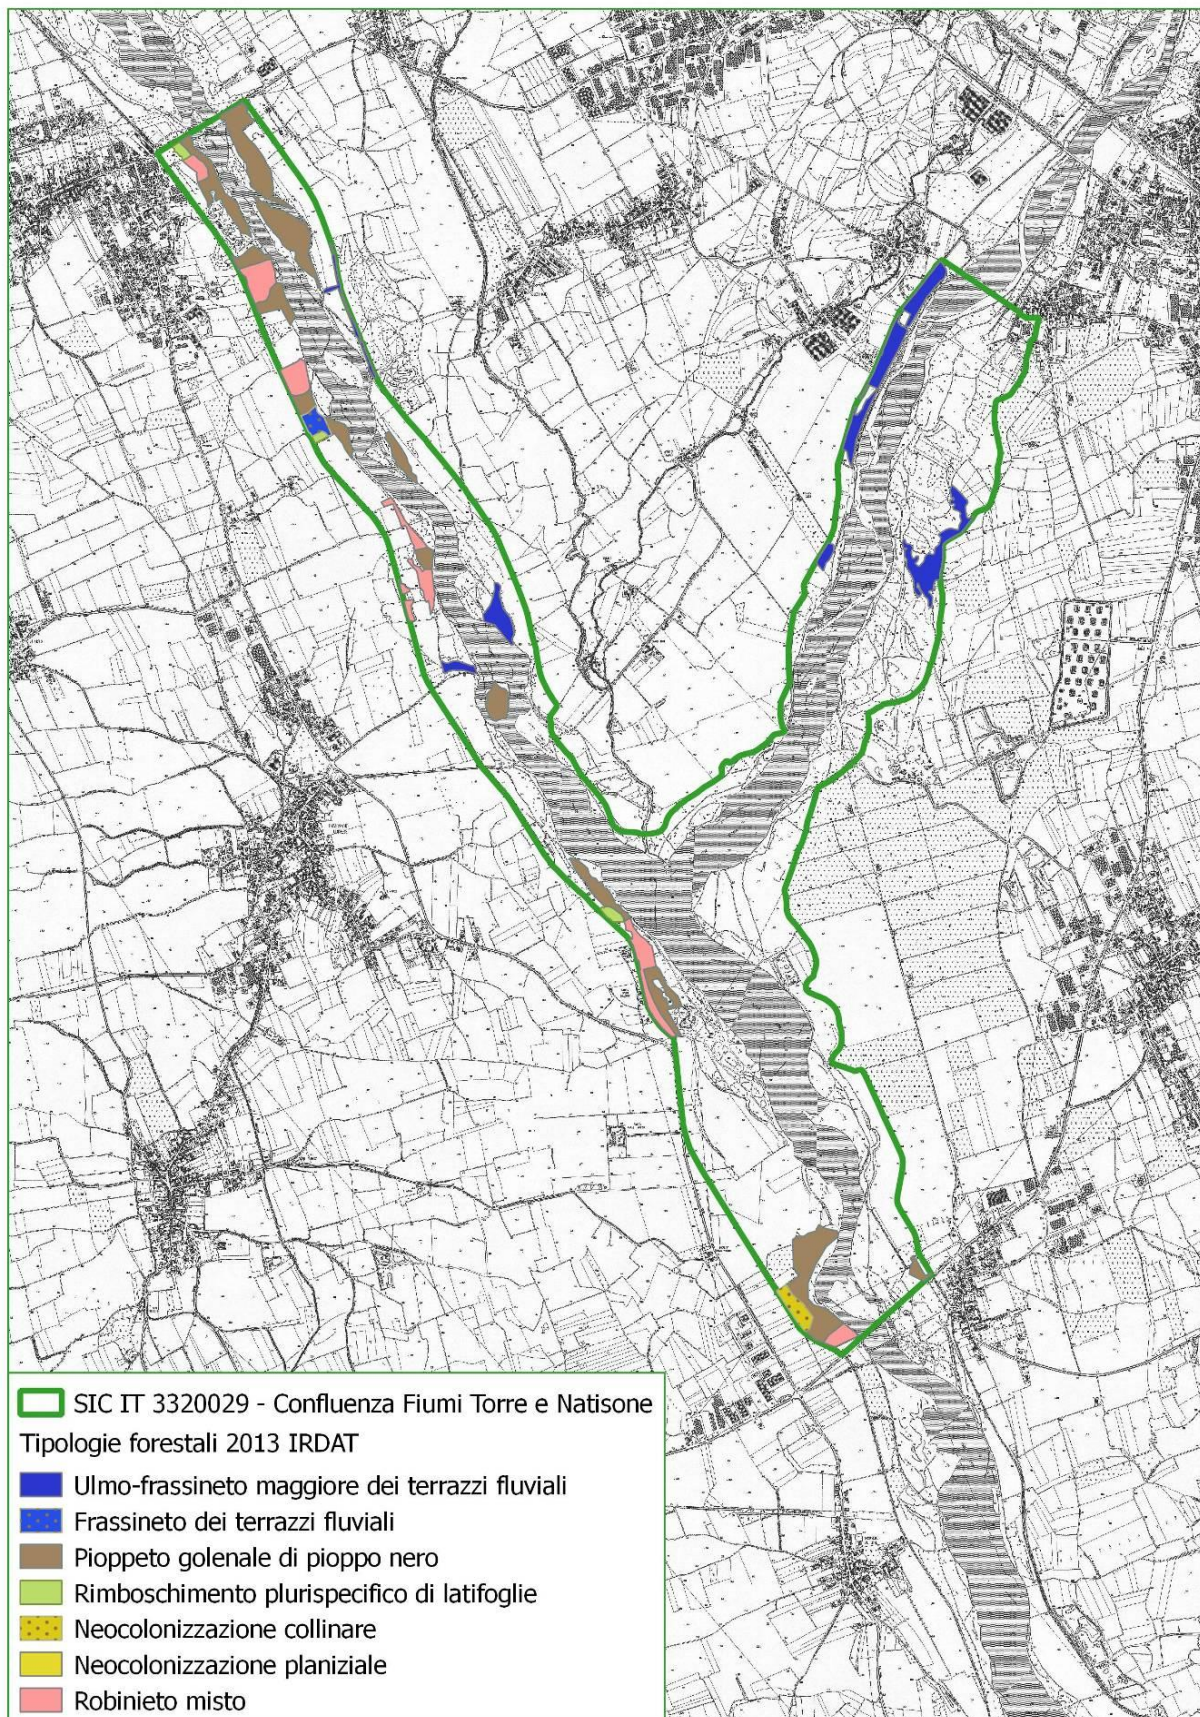 SIC IT 3320029 - Confluenza Fiumi Torre e Natisone
Tipologie forestali 2013 IRDAT
Ulmo-frassineto maggiore dei terrazzi fluviali
Frassineto dei terrazzi fluviali
Pioppeto golenale di pioppo nero
Rimboschimento plurispecifico di latifoglie
Neocolonizzazione collinare
Neocolonizzazione planiziale
Robinieto misto